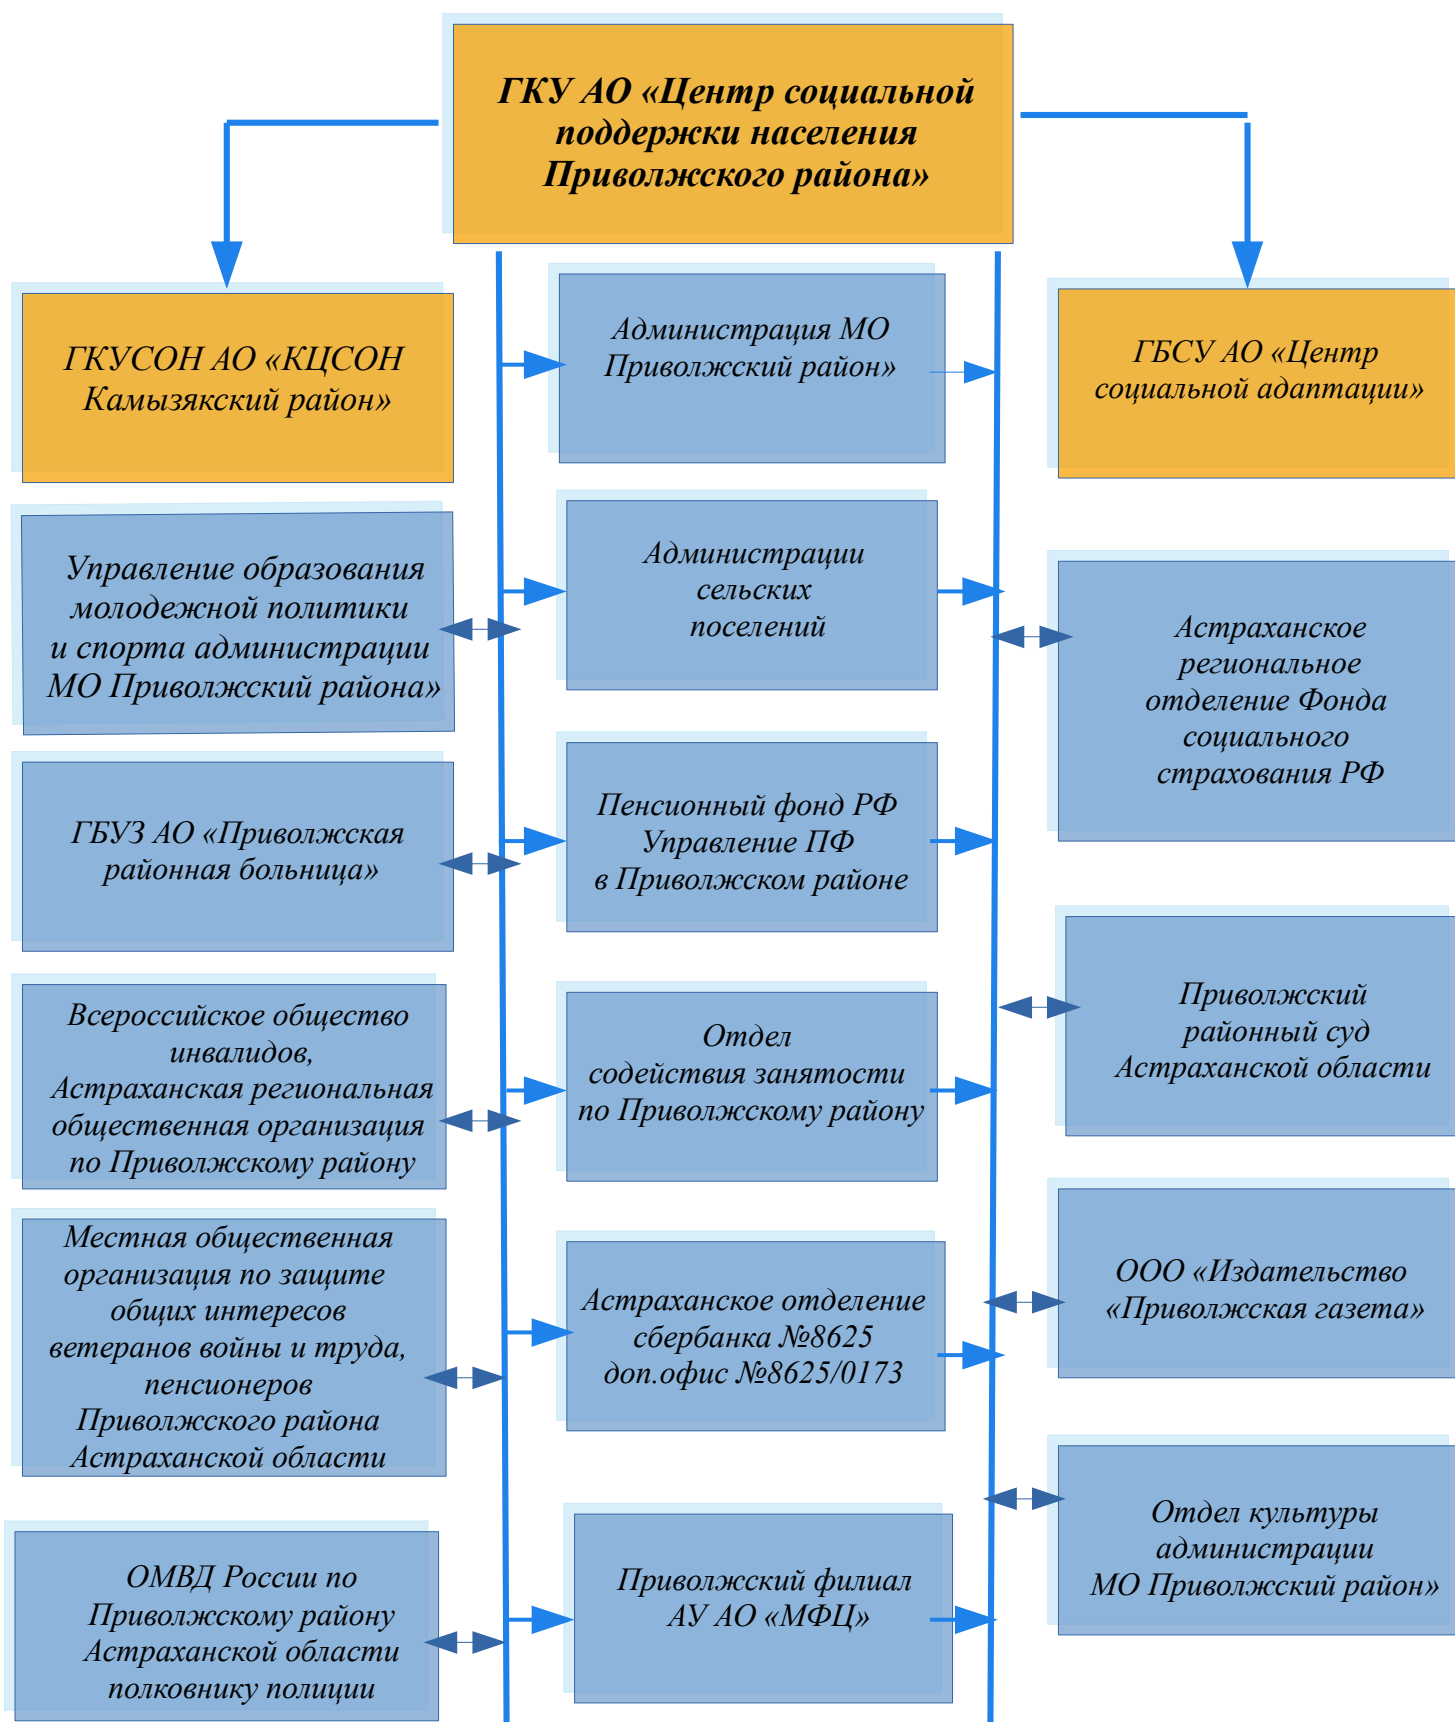 ГКУ АО «Центр социальной
поддержки населения
Приволжского района»
ГКУСОН АО «КЦСОН
Камызякский район»
Администрация МО
Приволжский район»
ГБСУ АО «Центр
социальной адаптации»
Управление образования
молодежной политики
и спорта администрации
МО Приволжский района»
Администрации
сельских
поселений
Астраханское
региональное
отделение Фонда
социального
страхования РФ
ГБУЗ АО «Приволжская
районная больница»
Пенсионный фонд РФ
Управление ПФ
в Приволжском районе
Приволжский
районный суд
Астраханской области
Всероссийское общество
инвалидов,
Астраханская региональная
общественная организация
по Приволжскому району
Отдел
содействия занятости
по Приволжскому району
ООО «Издательство
«Приволжская газета»
Местная общественная
организация по защите
общих интересов
ветеранов войны и труда,
пенсионеров
Приволжского района
Астраханской области
Астраханское отделение
сбербанка №8625
доп.офис №8625/0173
Отдел культуры
администрации
МО Приволжский район»
ОМВД России по
Приволжскому району
Астраханской области
полковнику полиции
Приволжский филиал
АУ АО «МФЦ»